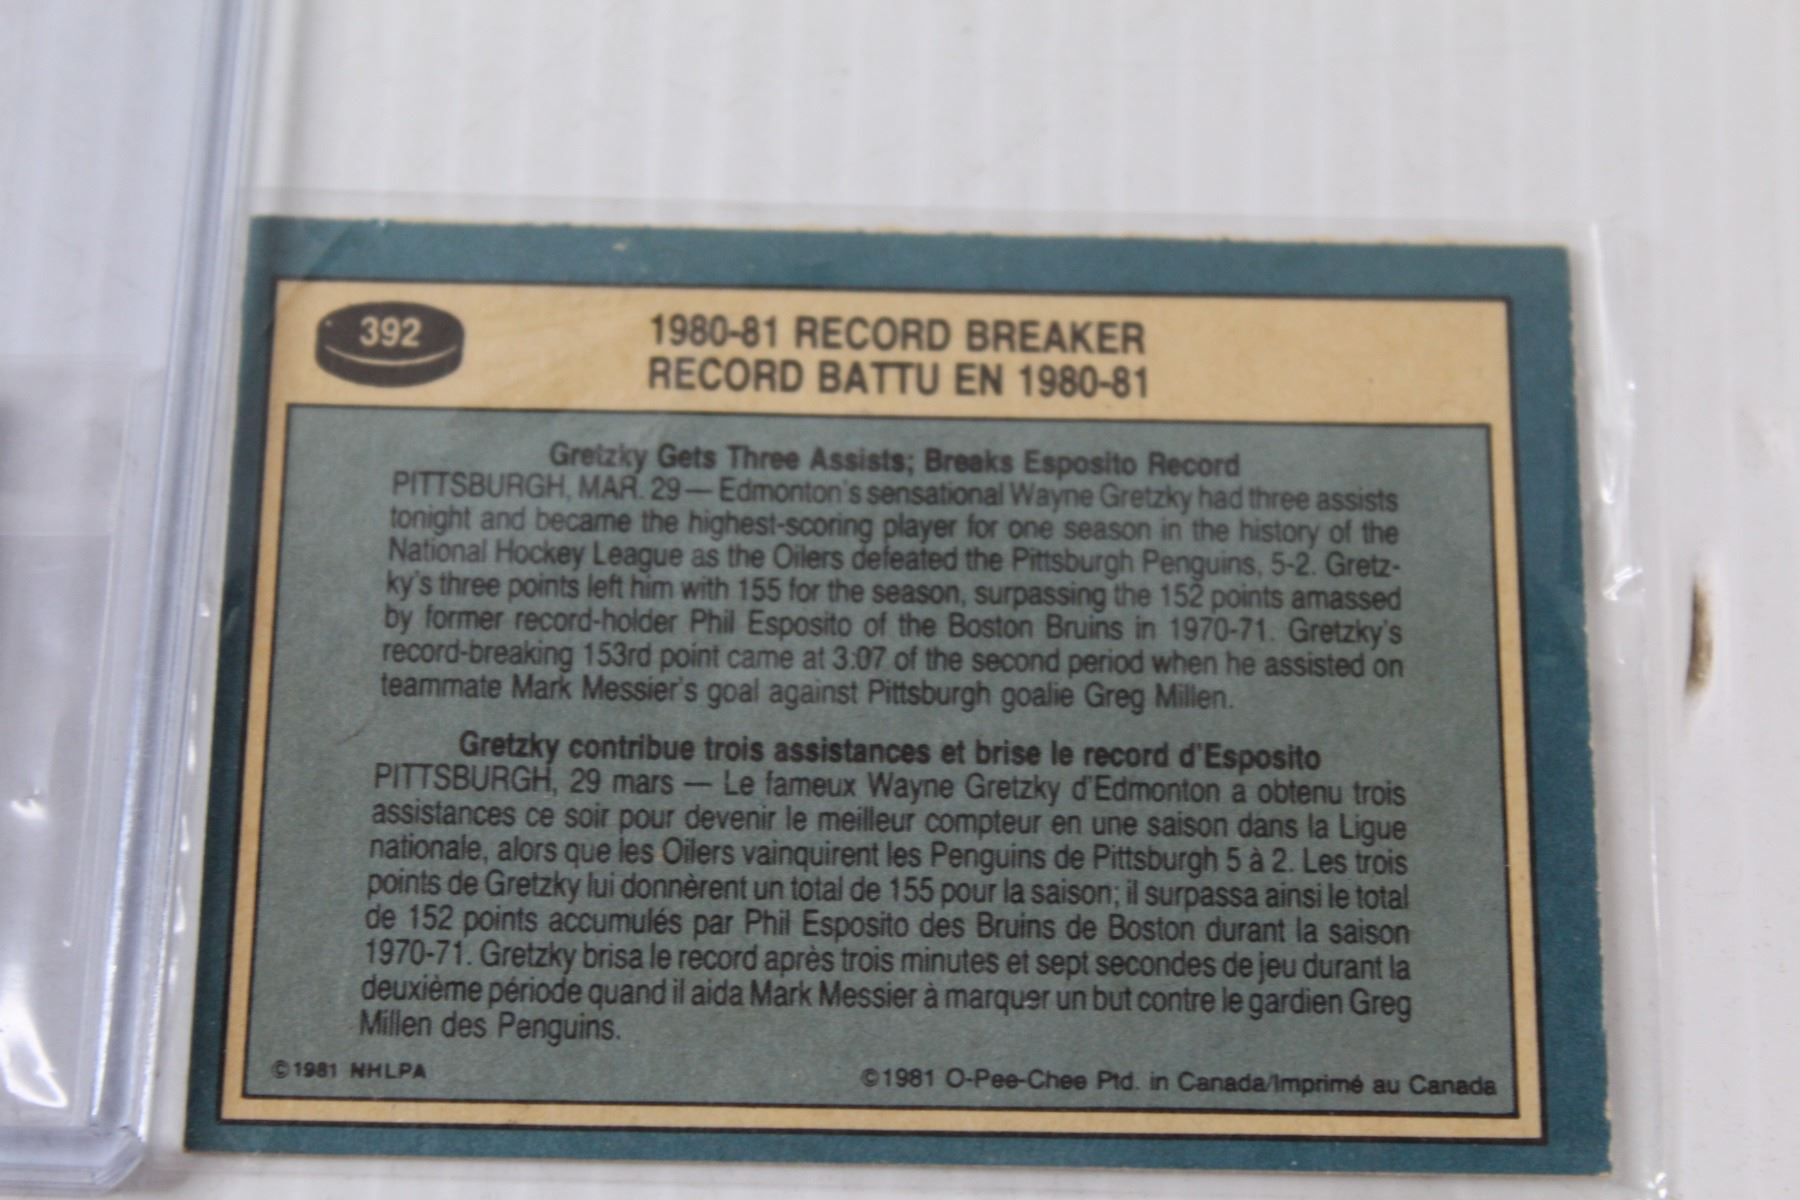 392
1980-81 RECORD BREAKER
RECORD BATTU EN 1980-81
Gretzky Gets Three Assists; Breaks Esposito Record
PITTSBURGH, MAR. 29 — Edmonton's sensational Wayne Gretzky had three assists
tonight and became the highest-scoring player for one season in the history of the
National Hockey League as the Oilers defeated the Pittsburgh Penguins, 5-2. Gretz-
ky's three points left him with 155 for the season, surpassing the 152 points amassed
by former record-holder Phil Esposito of the Boston Bruins in 1970-71. Gretzky's
record-breaking 153rd point came at 3:07 of the second period when he assisted on
teammate Mark Messier's goal against Pittsburgh goalie Greg Millen.
Gretzky contribue trois assistances et brise le record d'Esposito
PITTSBURGH, 29 mars — Le fameux Wayne Gretzky d'Edmonton a obtenu trois
assistances ce soir pour devenir le meilleur compteur en une saison dans la Ligue
nationale, alors que les Oilers vainquirent les Penguins de Pittsburgh 5 à 2. Les trois
points de Gretzky lui donnèrent un total de 155 pour la saison; il surpassa ainsi le total
de 152 points accumulés par Phil Esposito des Bruins de Boston durant la saison
1970-71. Gretzky brisa le record après trois minutes et sept secondes de jeu durant la
deuxième période quand il aida Mark Messier à marquer un but contre le gardien Greg
Millen des Penguins.
©1981 NHLPA
©1981 O-Pee-Chee Ptd. in Canada/Imprimé au Canada